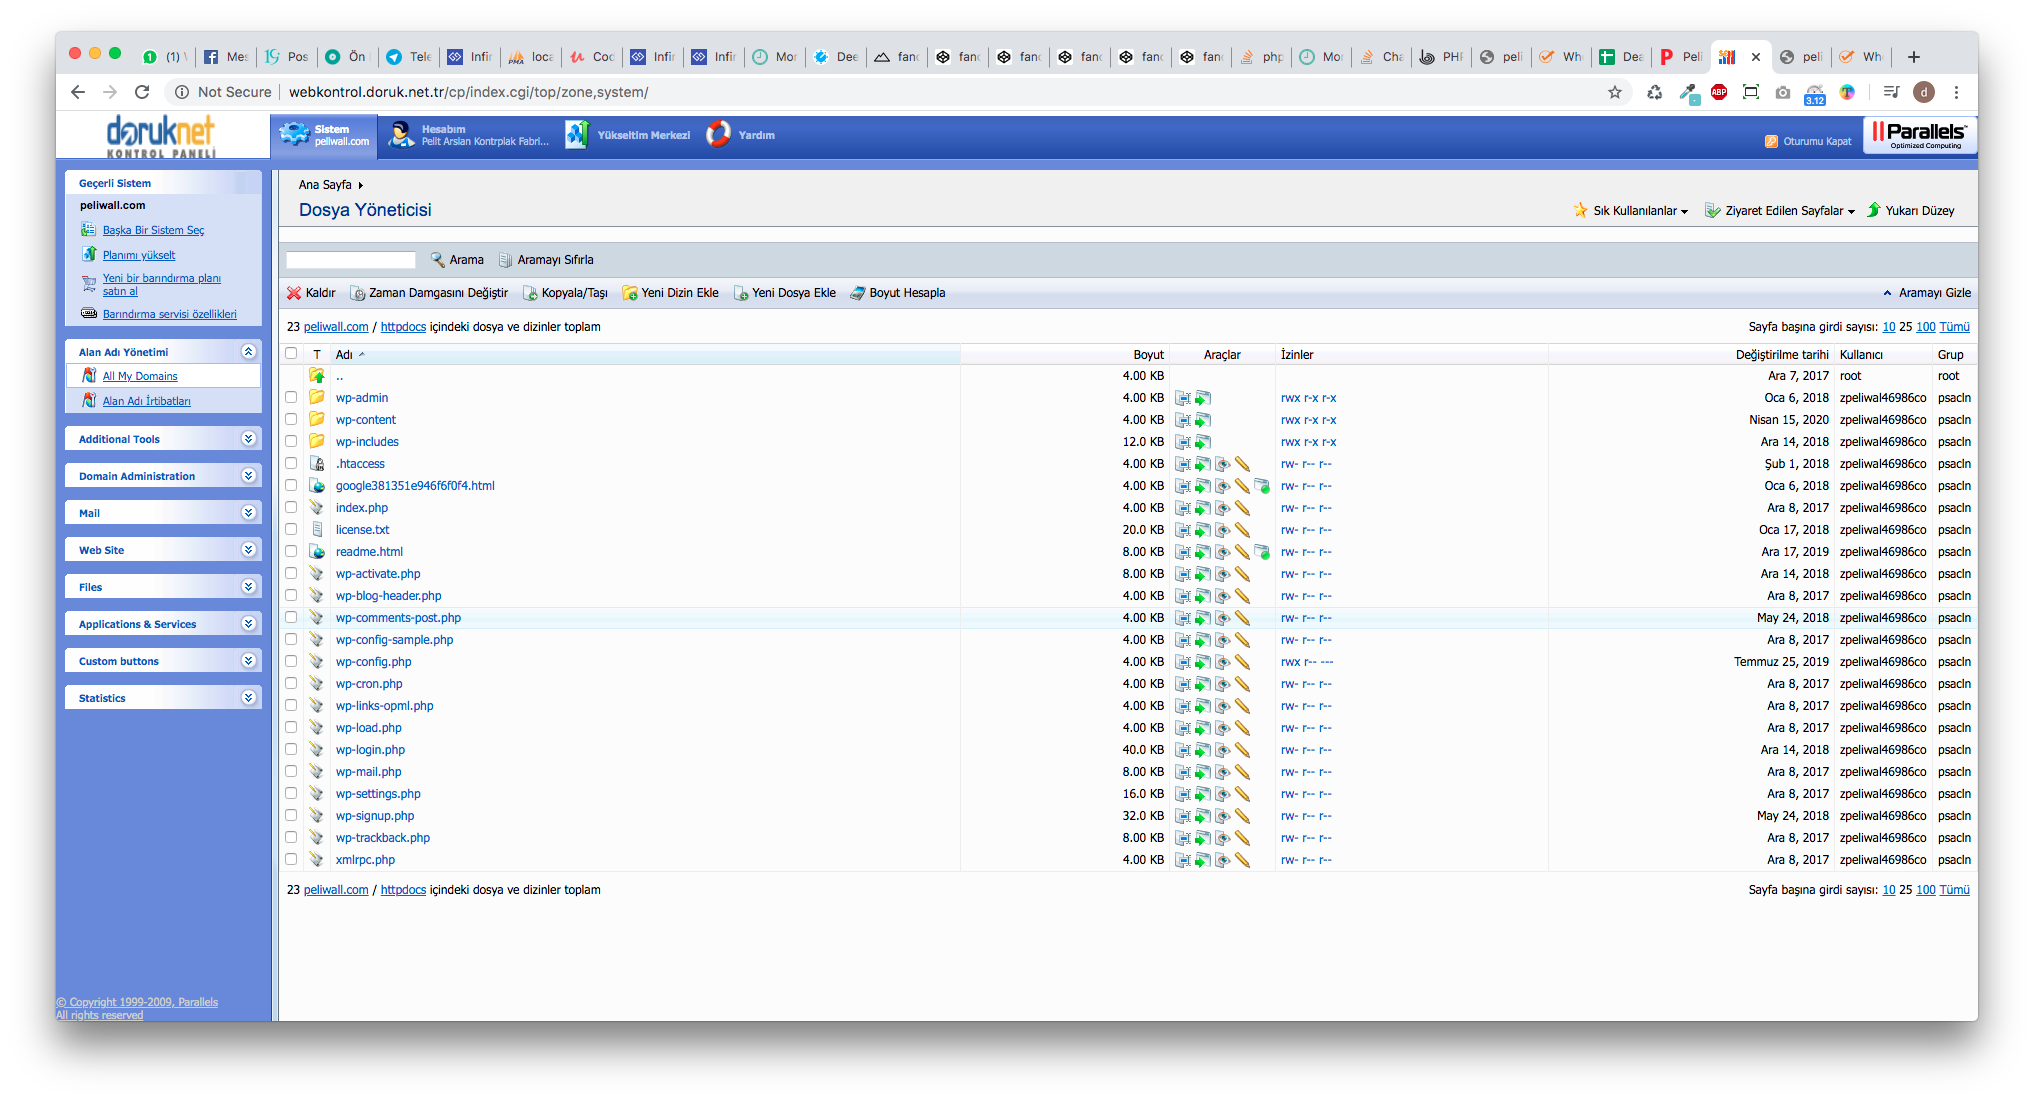 (1) Mes Pos Ön Tele Infir loca Cod Infir Infir Mor Dee fanc fanc fanc fanc fanc fanc php Mor Cha PHP peli Wh Dea Peli peli Wh
Not Secure webkontrol.doruk.net.tr/cp/index.cgi/top/zone,system/
ABP 3.12 d
doruknet
KONTROL PANELİ
Sistem
peliwall.com
Hesabım
Pelit Arslan Kontrplak Fabri...
Yükseltim Merkezi
Yardım
Oturumu Kapat
Parallels™
Optimized Computing
Geçerli Sistem
peliwall.com
Başka Bir Sistem Seç
Planımı yükselt
Yeni bir barındırma planı
satın al
Barındırma servisi özellikleri
Alan Adı Yönetimi
All My Domains
Alan Adı İrtibatları
Additional Tools
Domain Administration
Mail
Web Site
Files
Applications & Services
Custom buttons
Statistics
© Copyright 1999-2009, Parallels
All rights reserved
Ana Sayfa
Dosya Yöneticisi
Sık Kullanılanlar Ziyaret Edilen Sayfalar Yukarı Düzey
Arama Aramayı Sıfırla
Kaldır Zaman Damgasını Değiştir Kopyala/Taşı Yeni Dizin Ekle Yeni Dosya Ekle Boyut Hesapla Aramayı Gizle
23 peliwall.com / httpdocs içindeki dosya ve dizinler toplam Sayfa başına girdi sayısı: 10 25 100 Tümü
T Adı Boyut Araçlar İzinler Değiştirilme tarihi Kullanıcı Grup
.. 4.00 KB Ara 7, 2017 root root
wp-admin 4.00 KB rwx r-x r-x Oca 6, 2018 zpeliwal46986co psacln
wp-content 4.00 KB rwx r-x r-x Nisan 15, 2020 zpeliwal46986co psacln
wp-includes 12.0 KB rwx r-x r-x Ara 14, 2018 zpeliwal46986co psacln
.htaccess 4.00 KB rw- r-- r-- Şub 1, 2018 zpeliwal46986co psacln
google381351e946f6f0f4.html 4.00 KB rw- r-- r-- Oca 6, 2018 zpeliwal46986co psacln
index.php 4.00 KB rw- r-- r-- Ara 8, 2017 zpeliwal46986co psacln
license.txt 20.0 KB rw- r-- r-- Oca 17, 2018 zpeliwal46986co psacln
readme.html 8.00 KB rw- r-- r-- Ara 17, 2019 zpeliwal46986co psacln
wp-activate.php 8.00 KB rw- r-- r-- Ara 14, 2018 zpeliwal46986co psacln
wp-blog-header.php 4.00 KB rw- r-- r-- Ara 8, 2017 zpeliwal46986co psacln
wp-comments-post.php 4.00 KB rw- r-- r-- May 24, 2018 zpeliwal46986co psacln
wp-config-sample.php 4.00 KB rw- r-- r-- Ara 8, 2017 zpeliwal46986co psacln
wp-config.php 4.00 KB rwx r-- --- Temmuz 25, 2019 zpeliwal46986co psacln
wp-cron.php 4.00 KB rw- r-- r-- Ara 8, 2017 zpeliwal46986co psacln
wp-links-opml.php 4.00 KB rw- r-- r-- Ara 8, 2017 zpeliwal46986co psacln
wp-load.php 4.00 KB rw- r-- r-- Ara 8, 2017 zpeliwal46986co psacln
wp-login.php 40.0 KB rw- r-- r-- Ara 14, 2018 zpeliwal46986co psacln
wp-mail.php 8.00 KB rw- r-- r-- Ara 8, 2017 zpeliwal46986co psacln
wp-settings.php 16.0 KB rw- r-- r-- Ara 8, 2017 zpeliwal46986co psacln
wp-signup.php 32.0 KB rw- r-- r-- May 24, 2018 zpeliwal46986co psacln
wp-trackback.php 8.00 KB rw- r-- r-- Ara 8, 2017 zpeliwal46986co psacln
xmlrpc.php 4.00 KB rw- r-- r-- Ara 8, 2017 zpeliwal46986co psacln
23 peliwall.com / httpdocs içindeki dosya ve dizinler toplam Sayfa başına girdi sayısı: 10 25 100 Tümü